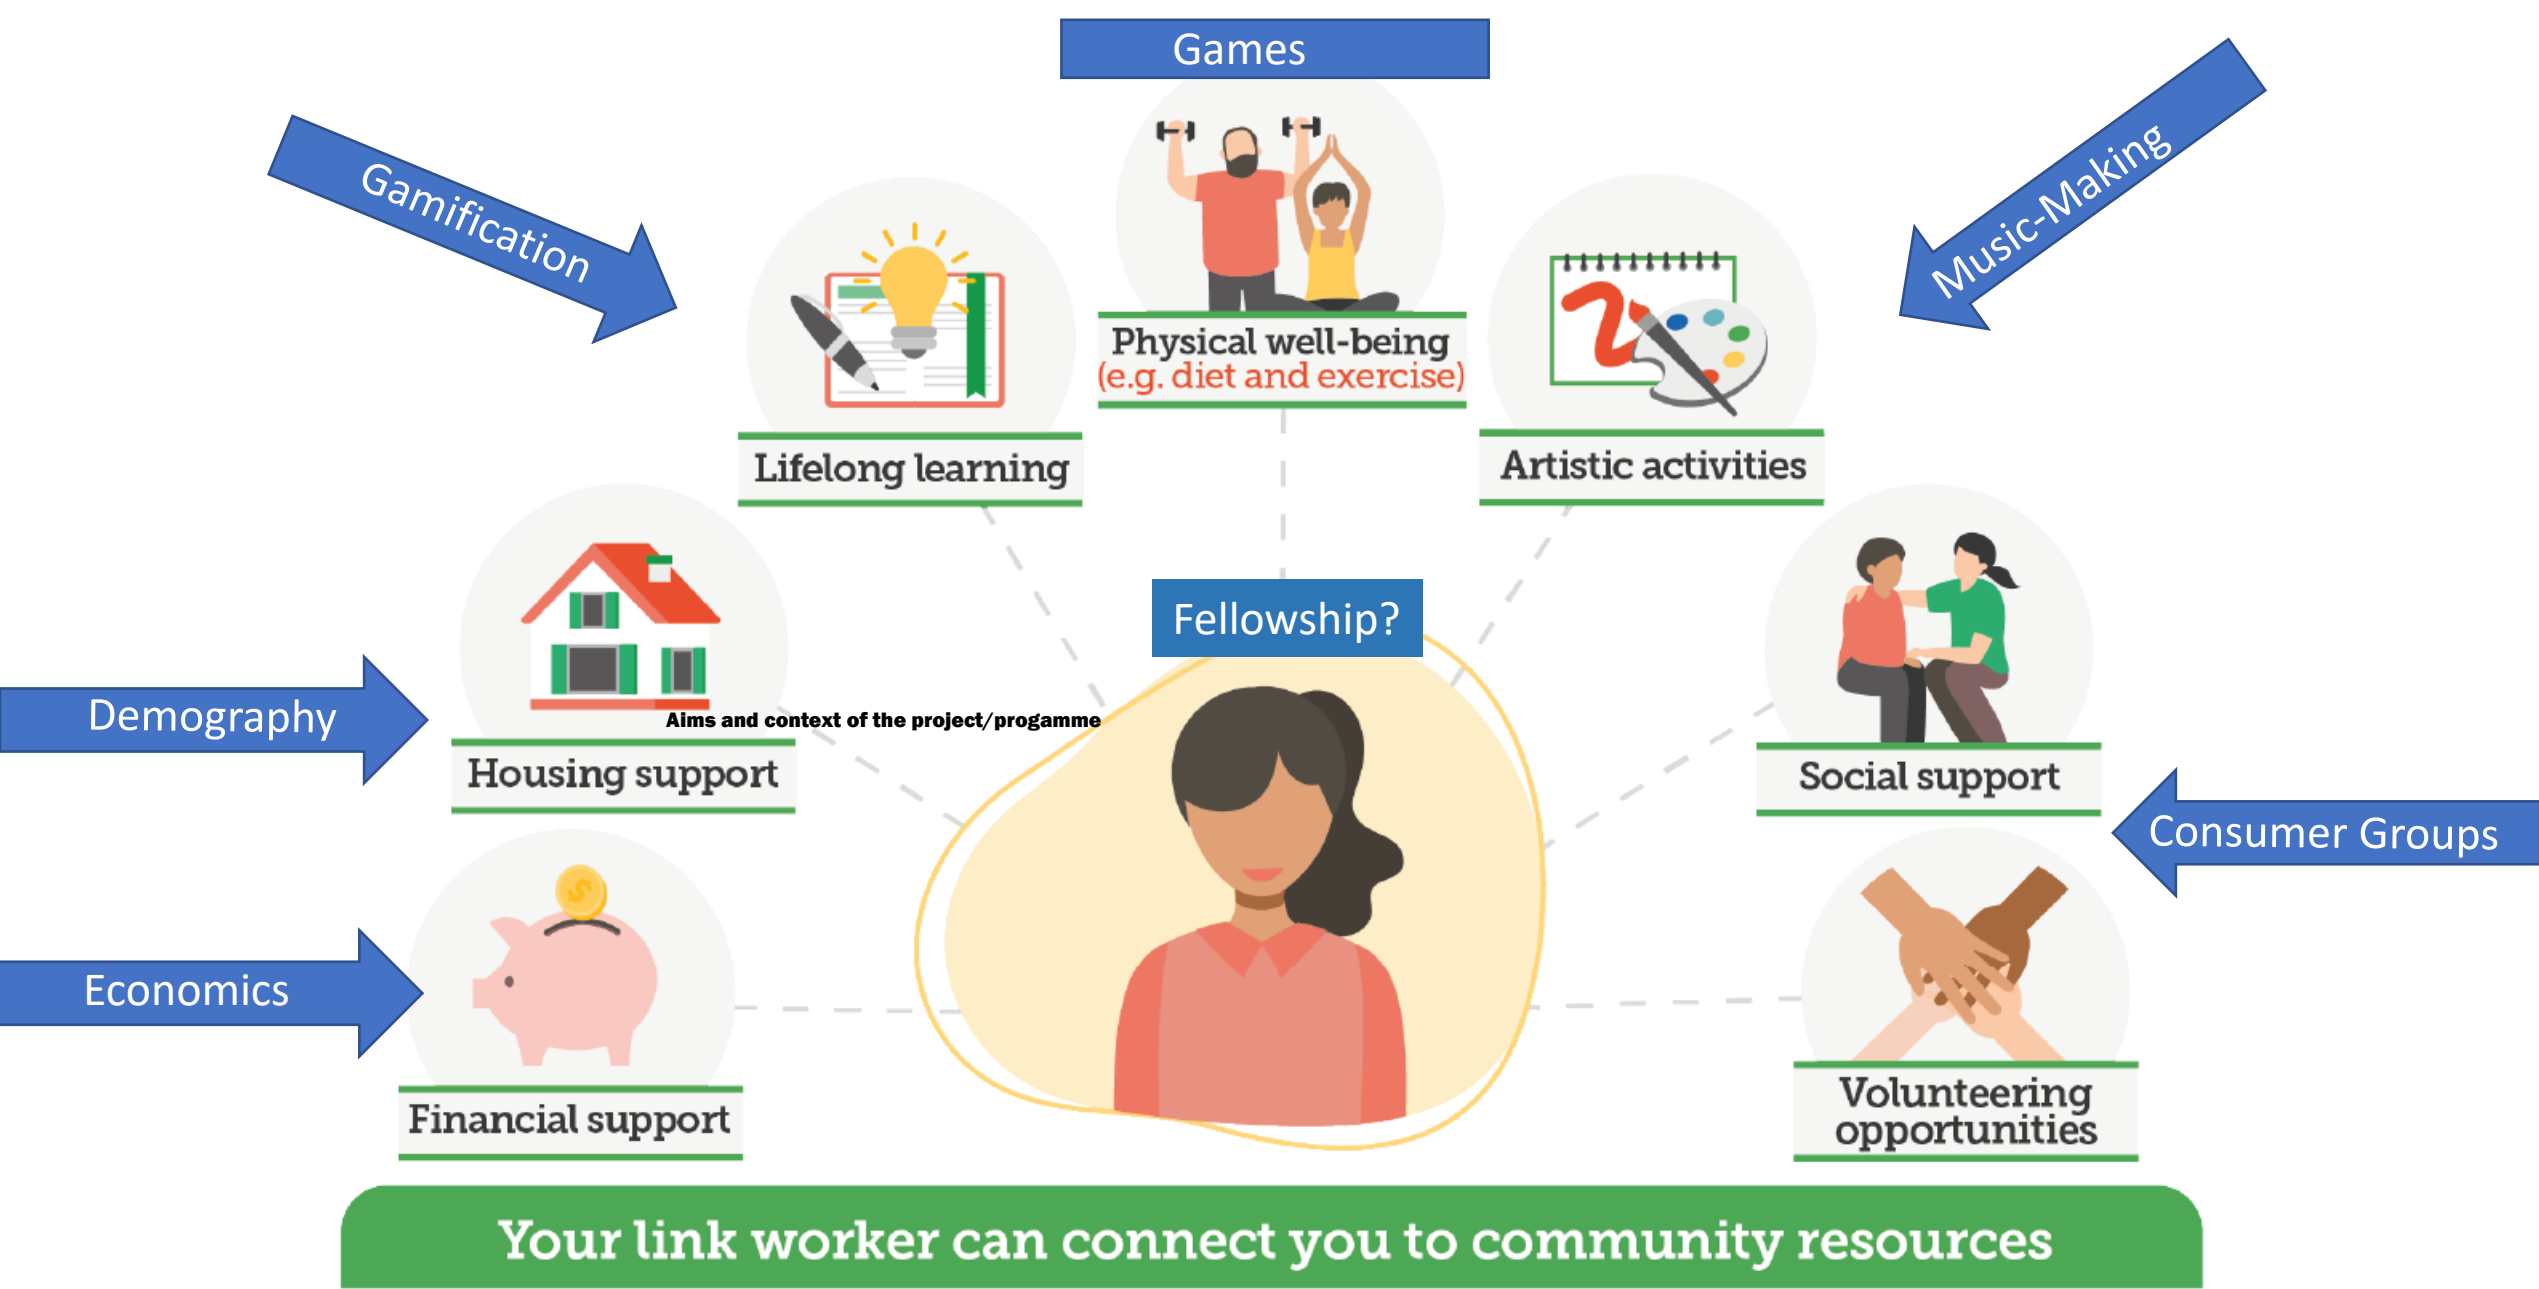 Games
Gamification
Music-Making
Physical well-being
(e.g. diet and exercise)
Lifelong learning
Artistic activities
Fellowship?
Demography
Aims and context of the project/progamme
Housing support
Social support
Consumer Groups
Economics
Financial support
Volunteering
opportunities
Your link worker can connect you to community resources